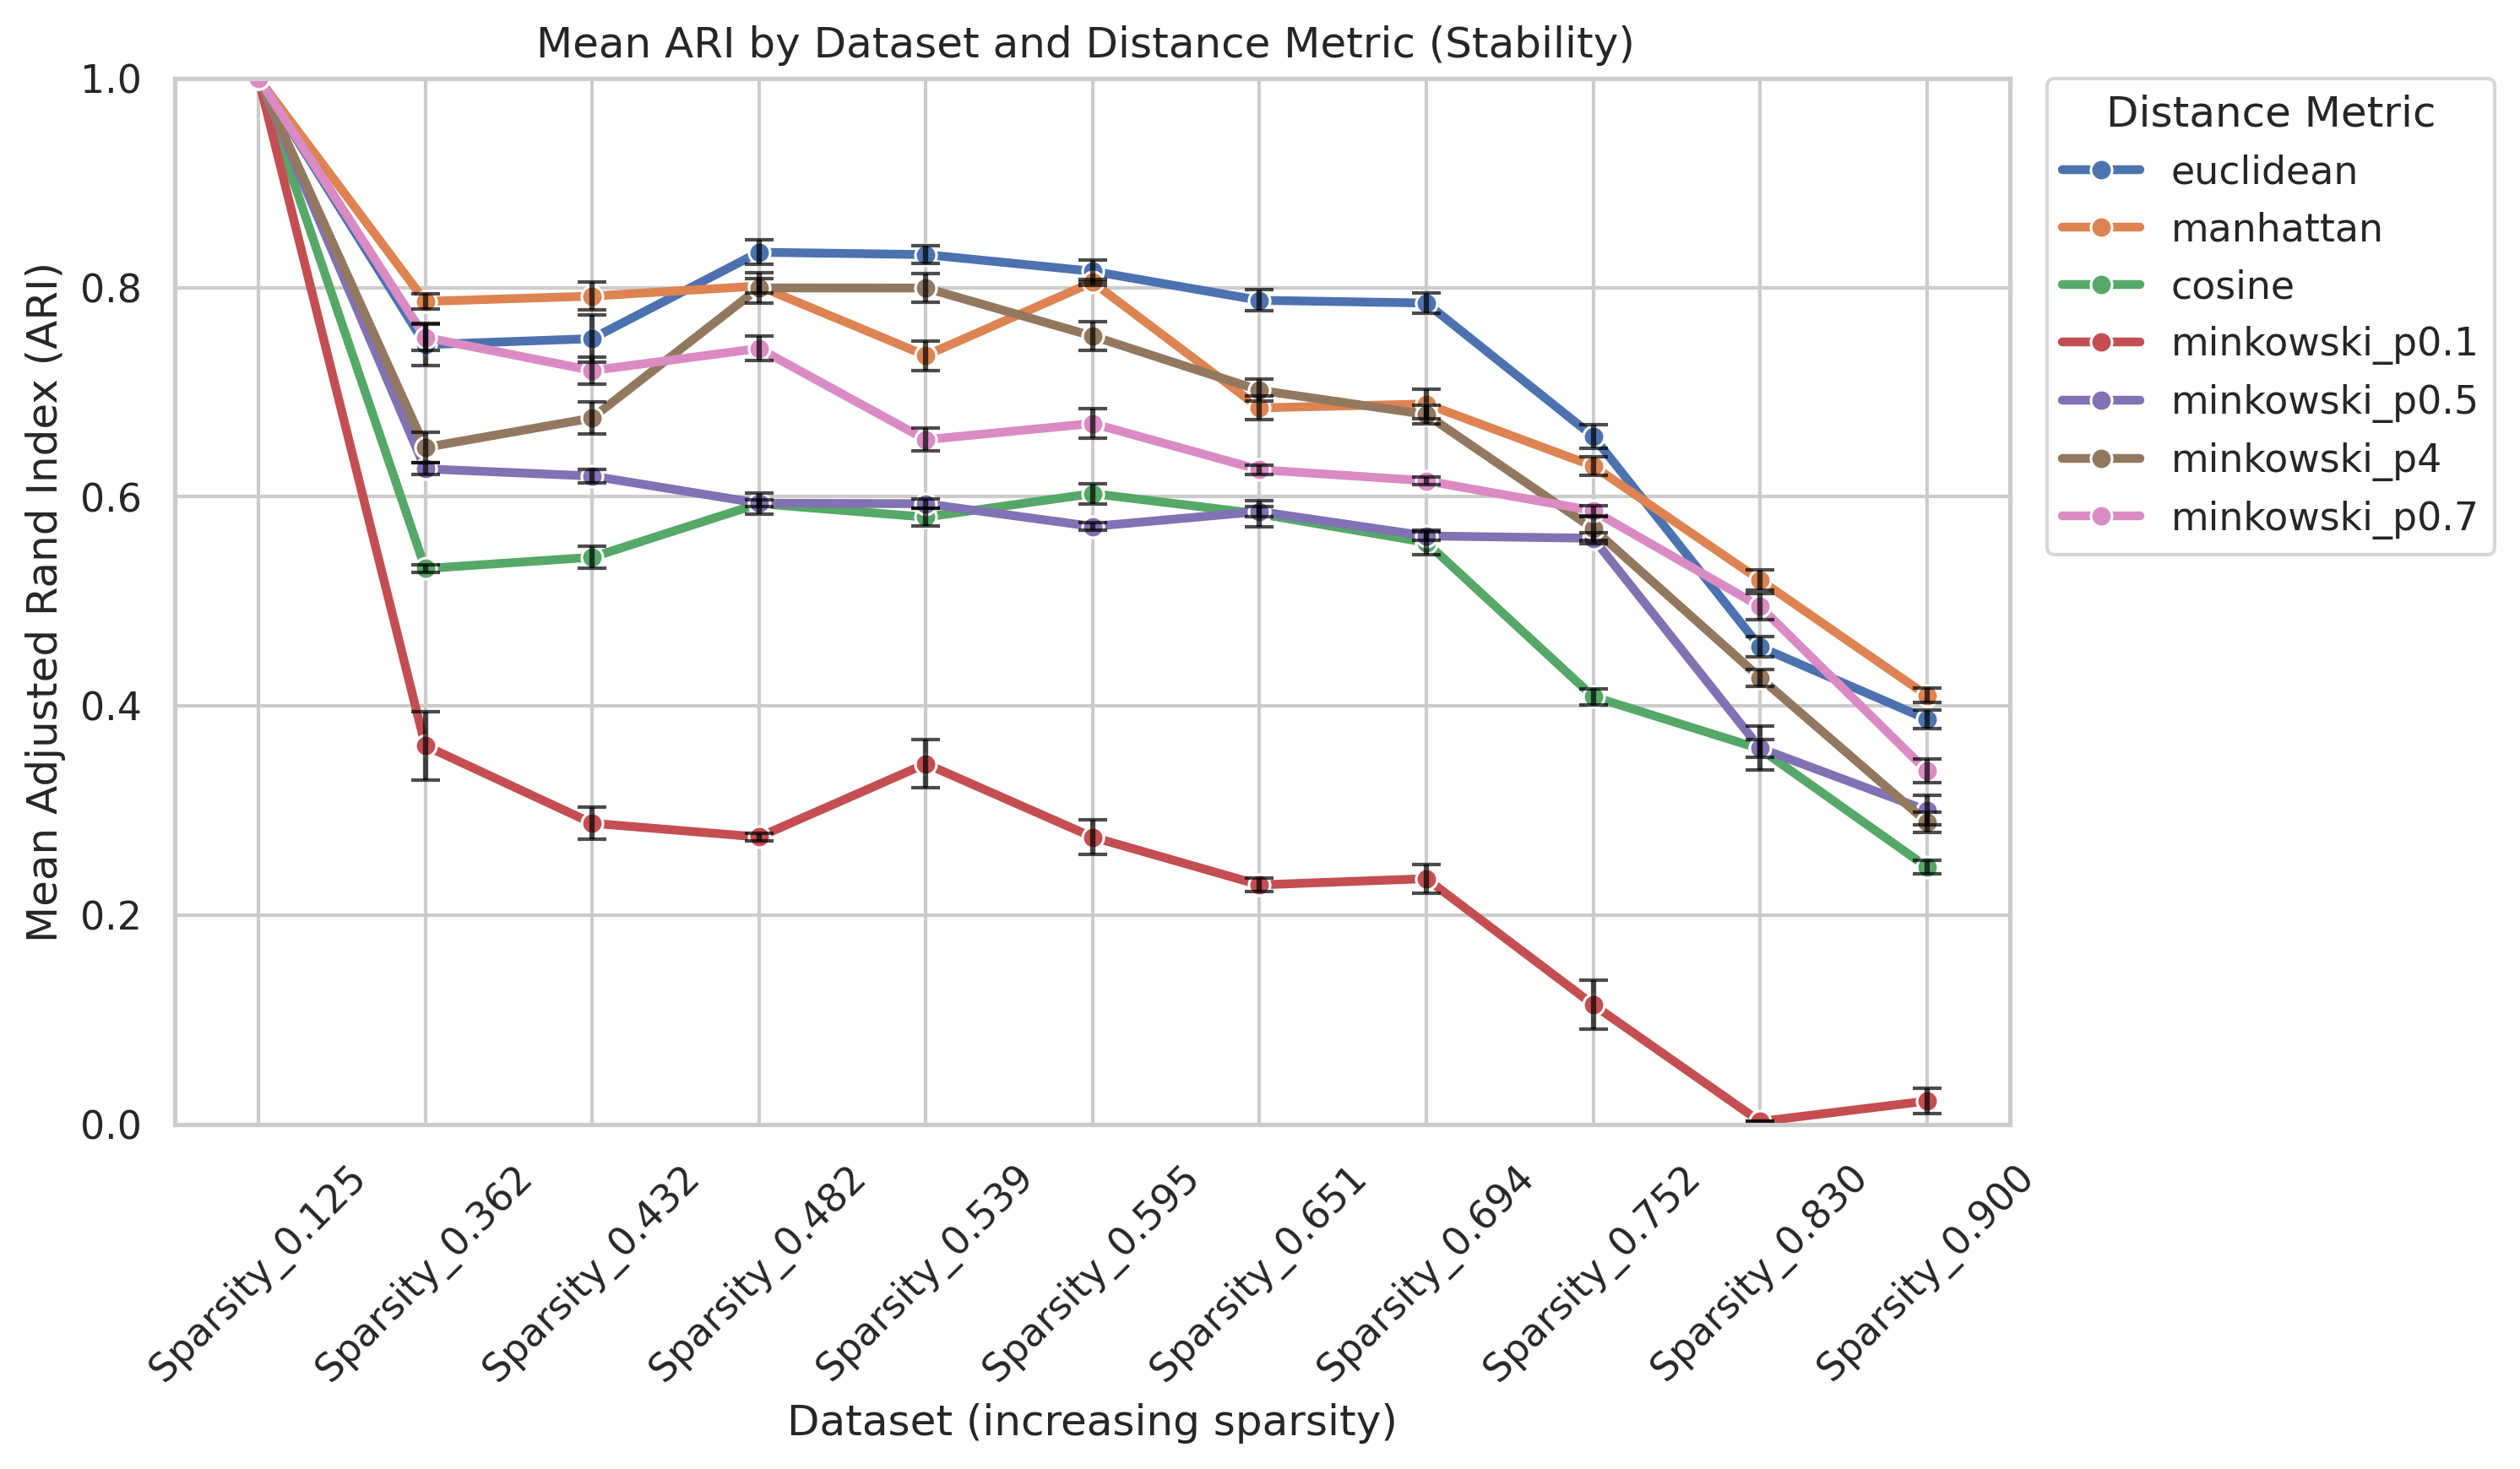 Mean ARI by Dataset and Distance Metric (Stability)
Mean Adjusted Rand Index (ARI)
1.0
0.8
0.6
0.4
0.2
0.0
Sparsity_0.125
Sparsity_0.362
Sparsity_0.432
Sparsity_0.482
Sparsity_0.539
Sparsity_0.595
Sparsity_0.651
Sparsity_0.694
Sparsity_0.752
Sparsity_0.830
Sparsity_0.900
Dataset (increasing sparsity)
Distance Metric
euclidean
manhattan
cosine
minkowski_p0.1
minkowski_p0.5
minkowski_p4
minkowski_p0.7